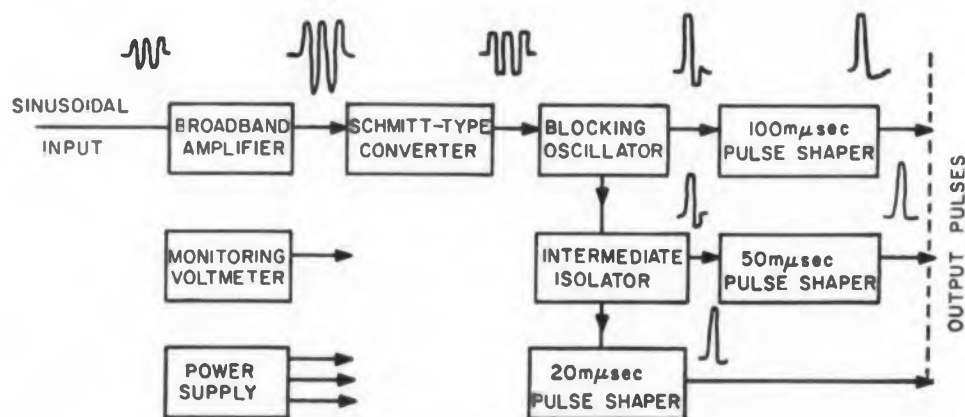 SINUSOIDAL
INPUT
BROADBAND
AMPLIFIER
SCHMITT-TYPE
CONVERTER
BLOCKING
OSCILLATOR
100mμsec
PULSE SHAPER
MONITORING
VOLTMETER
INTERMEDIATE
ISOLATOR
50mμsec
PULSE SHAPER
POWER
SUPPLY
20mμsec
PULSE SHAPER
OUTPUT PULSES